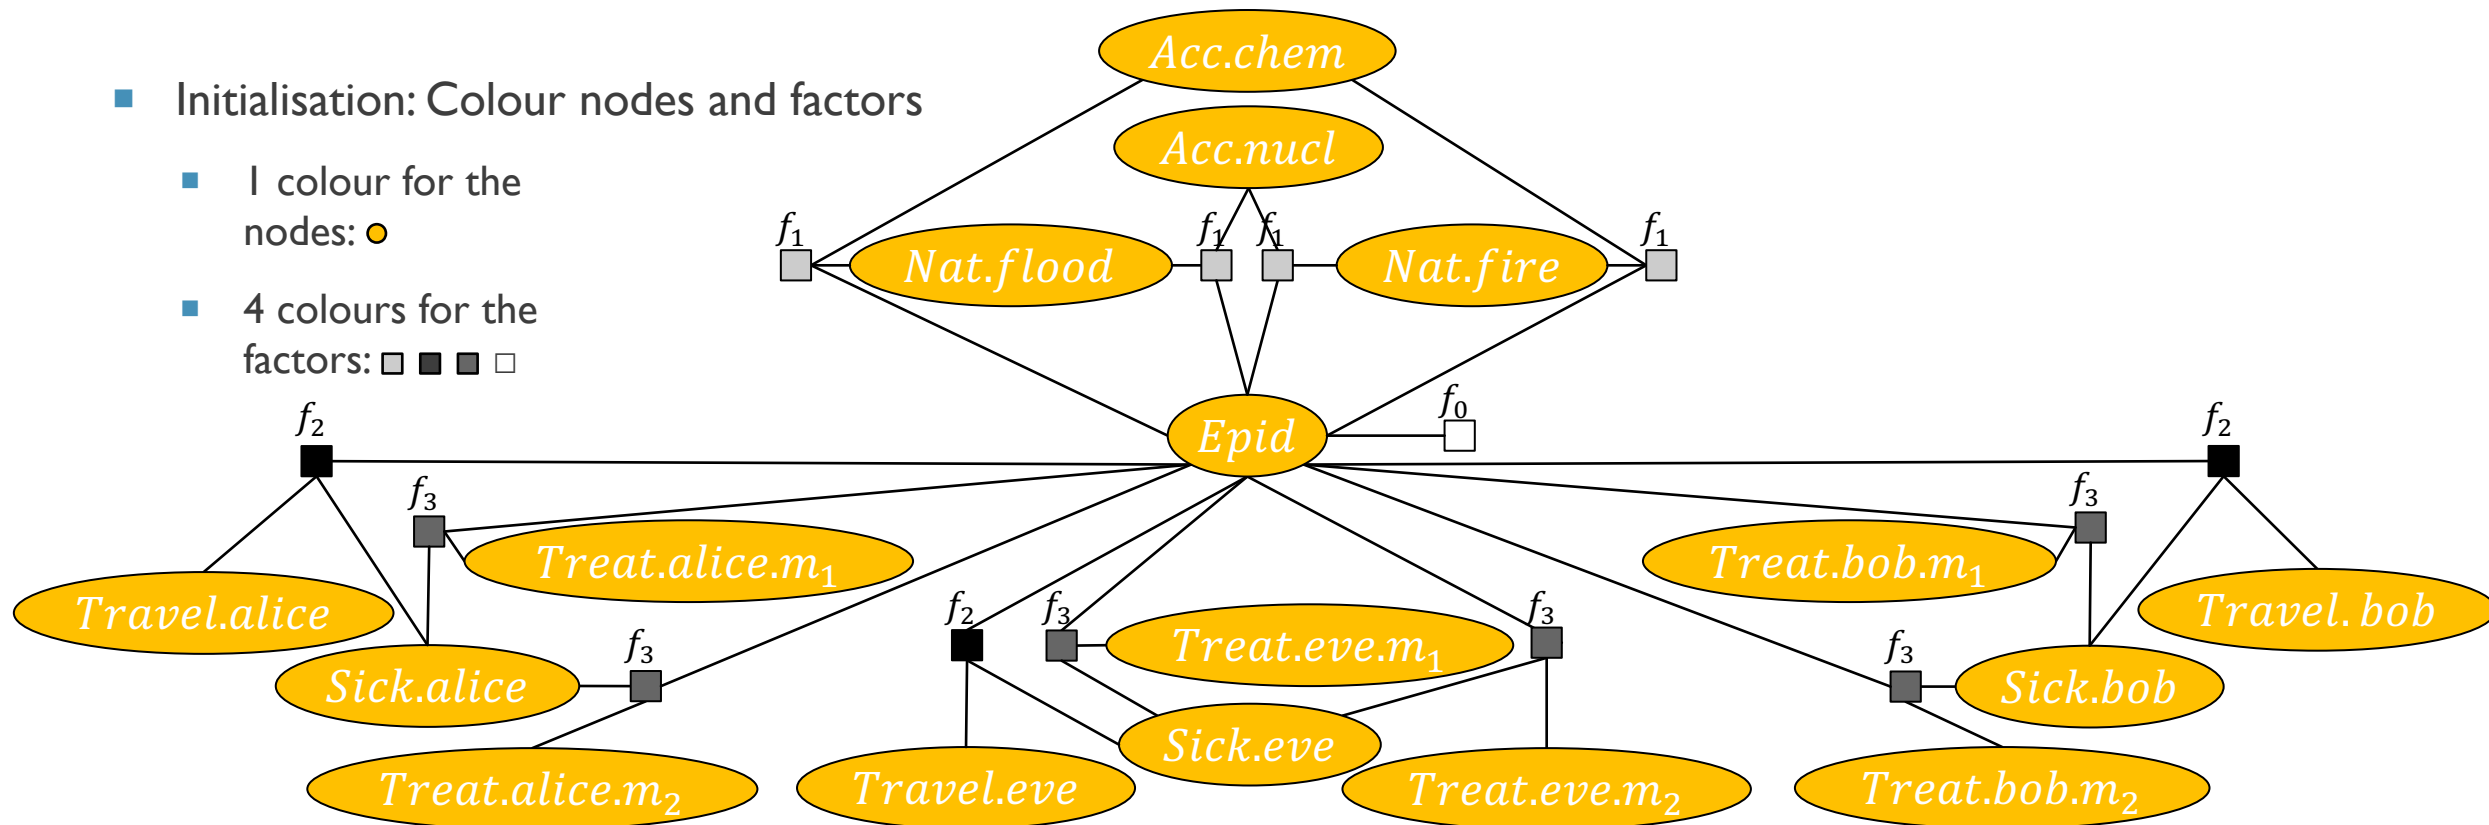 Acc.chem
Initialisation: Colour nodes and factors
Acc.nucl
1 colour for the
nodes:
f₁ f₁ f₁ f₁
Nat.flood Nat.fire
4 colours for the
factors:
f₀
f₂ Epid f₂
f₃ f₃
Treat.alice.m₁ Treat.bob.m₁
Travel.alice f₂ f₃ f₃ Travel. bob
Treat.eve.m₁
f₃ f₃
Sick.alice Sick.bob
Sick.eve
Treat.alice.m₂ Travel.eve Treat.eve.m₂ Treat.bob.m₂